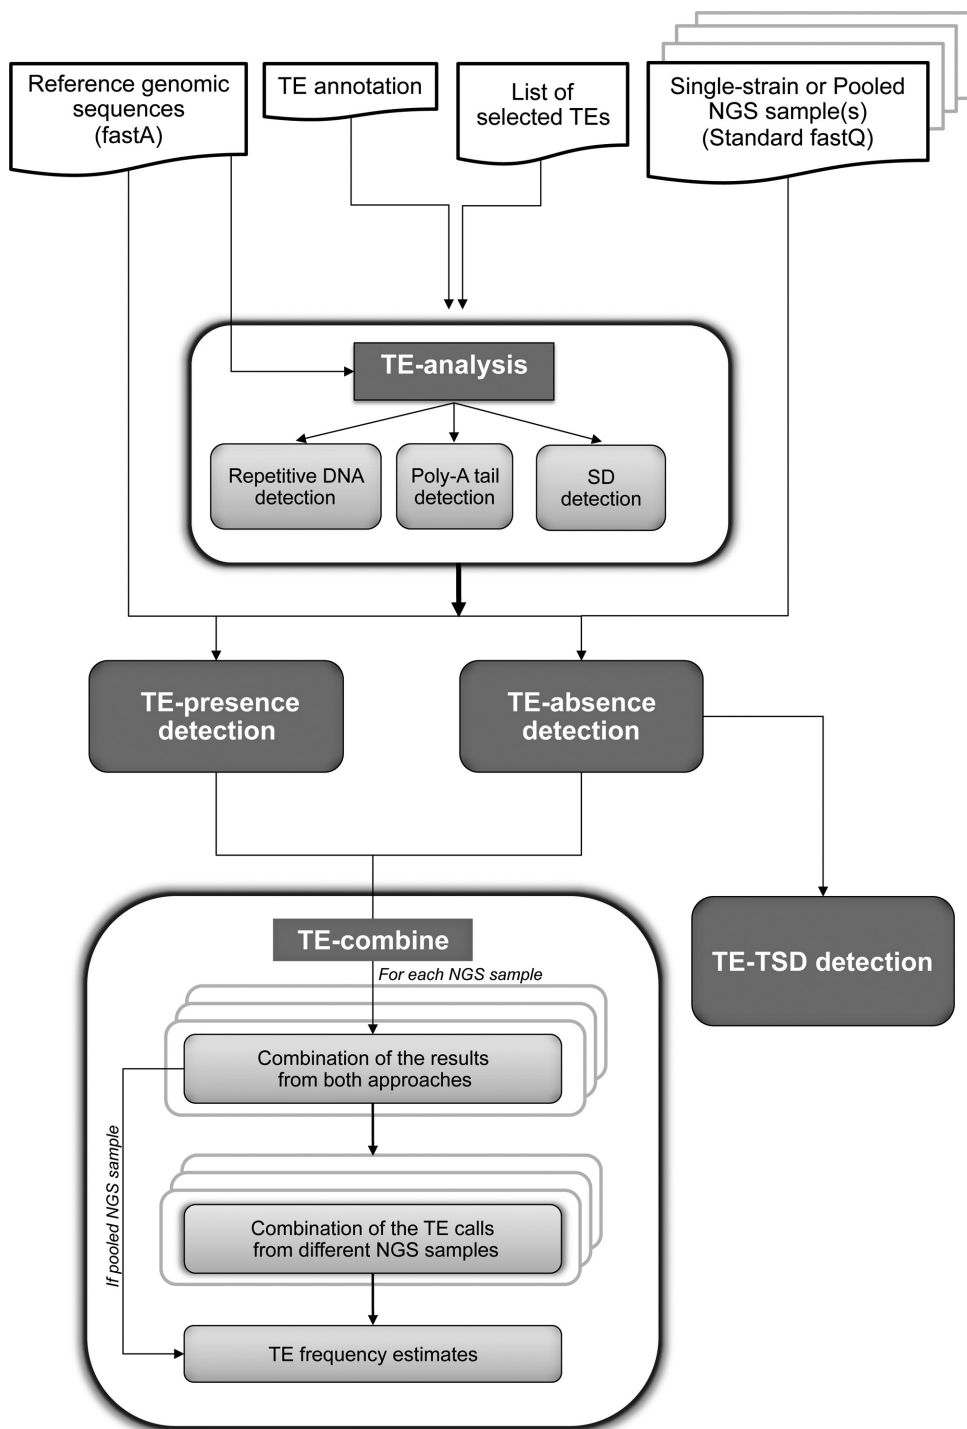 Reference genomic
sequences
(fastA)
TE annotation
List of
selected TEs
Single-strain or Pooled
NGS sample(s)
(Standard fastQ)
TE-analysis
Repetitive DNA
detection
Poly-A tail
detection
SD
detection
TE-presence
detection
TE-absence
detection
TE-TSD detection
TE-combine
For each NGS sample
Combination of the results
from both approaches
If pooled NGS sample
Combination of the TE calls
from different NGS samples
TE frequency estimates